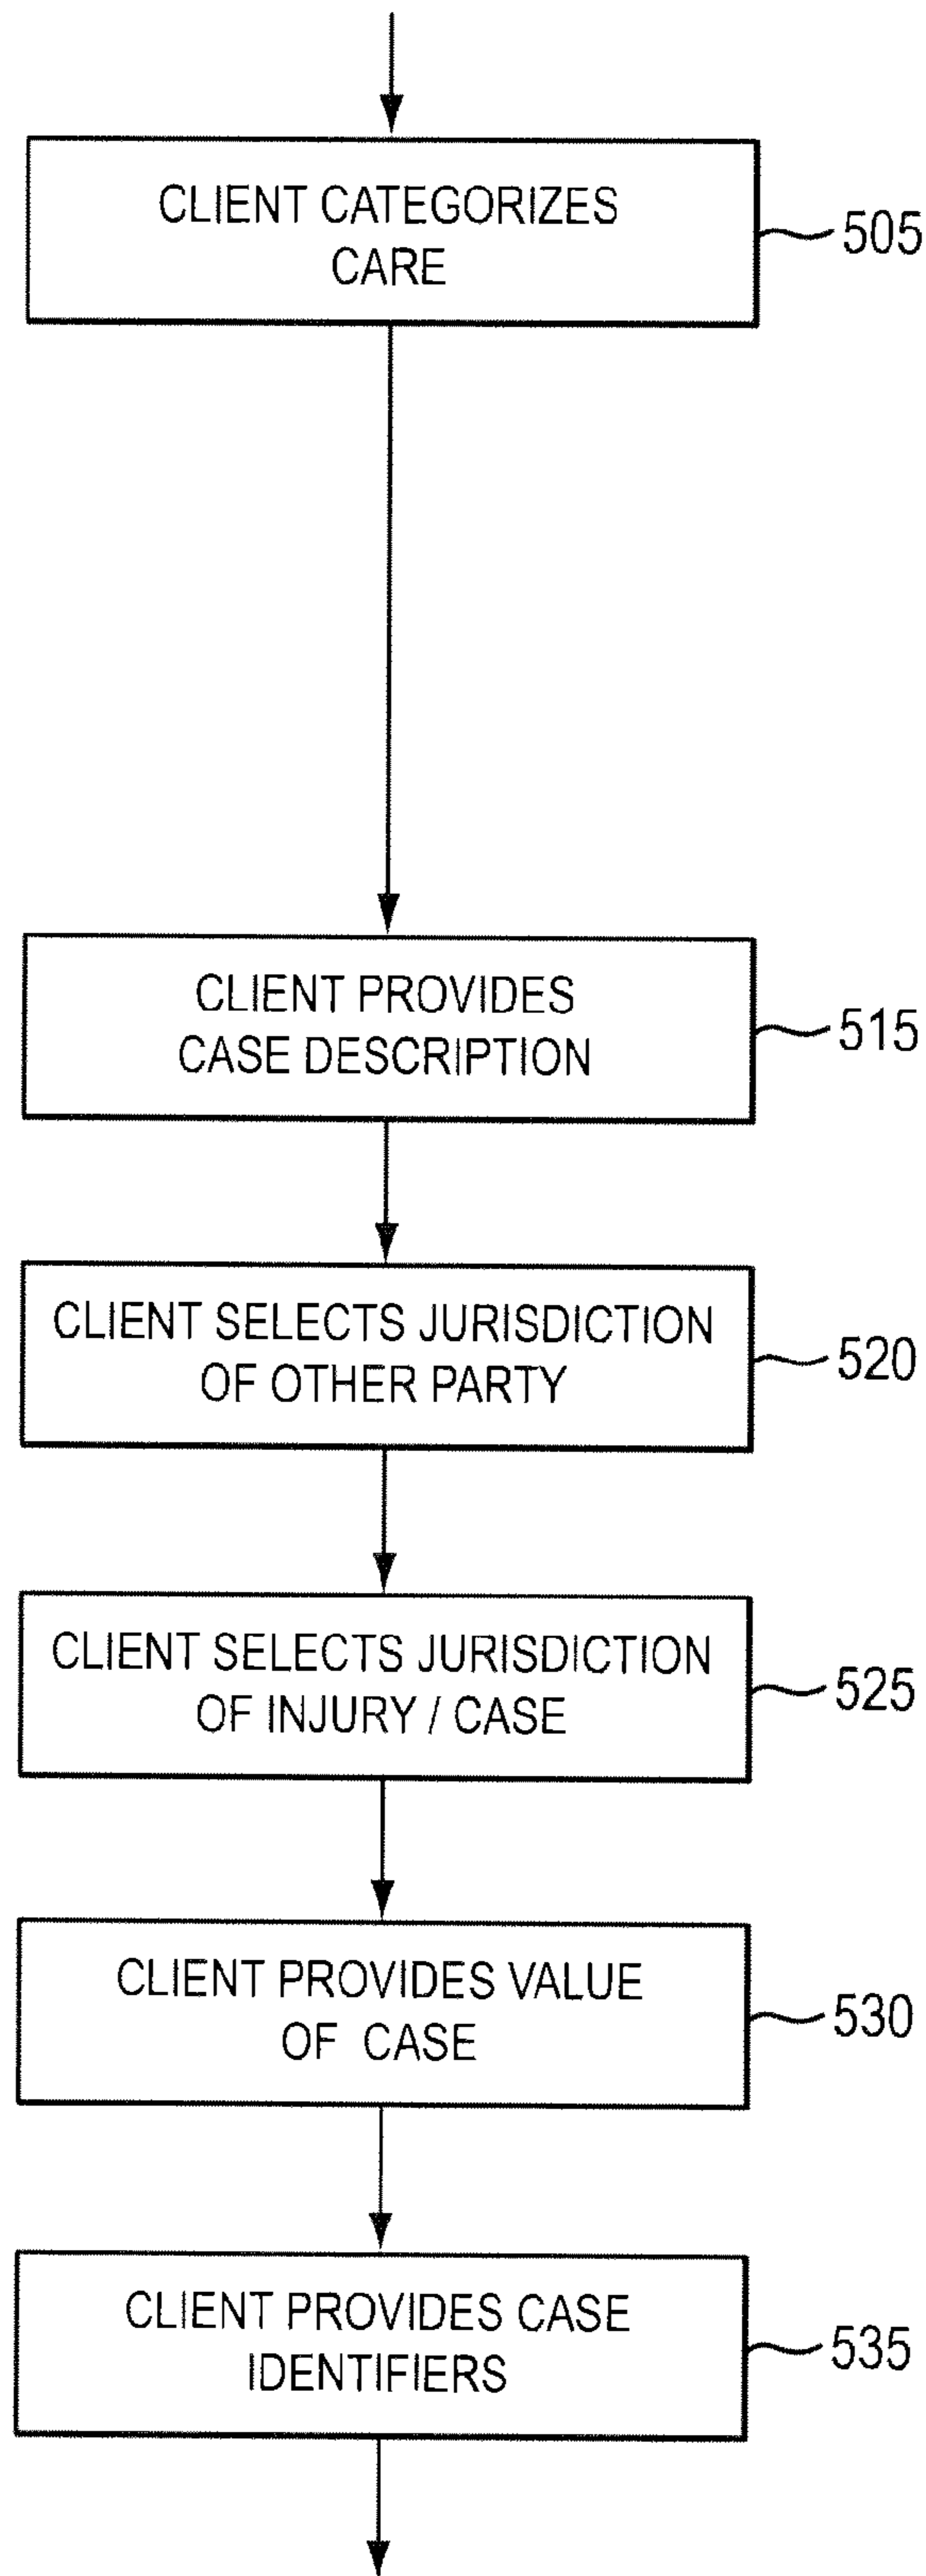 CLIENT CATEGORIZES
CARE
505
CLIENT PROVIDES
CASE DESCRIPTION
515
CLIENT SELECTS JURISDICTION
OF OTHER PARTY
520
CLIENT SELECTS JURISDICTION
OF INJURY / CASE
525
CLIENT PROVIDES VALUE
OF CASE
530
CLIENT PROVIDES CASE
IDENTIFIERS
535